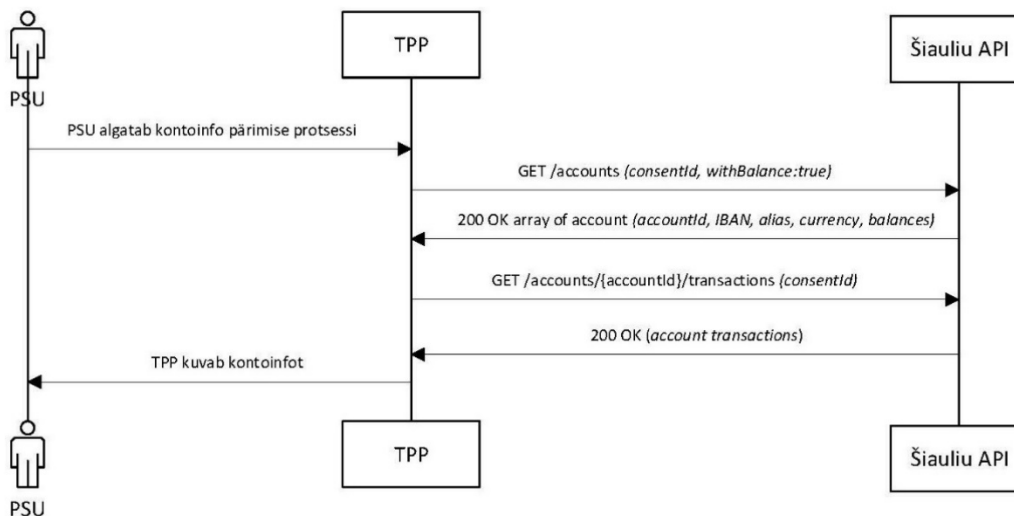 TPP
Šiauliu API
PSU
PSU algatab kontoinfo pärimise protsessi
GET /accounts (consentId, withBalance:true)
200 OK array of account (accountId, IBAN, alias, currency, balances)
GET /accounts/{accountId}/transactions (consentId)
200 OK (account transactions)
TPP kuvab kontoinfot
TPP
Šiauliu API
PSU